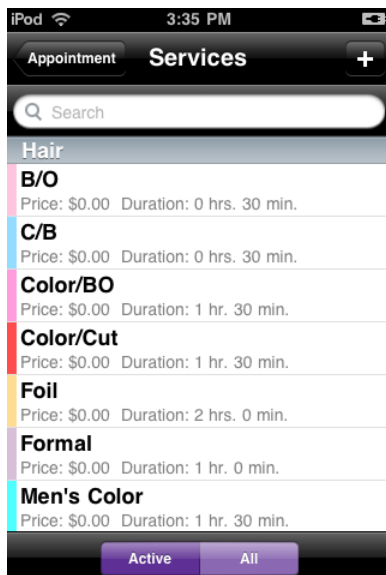 iPod 3:35 PM
Appointment Services +
Search
Hair
B/O
Price: $0.00 Duration: 0 hrs. 30 min.
C/B
Price: $0.00 Duration: 0 hrs. 30 min.
Color/BO
Price: $0.00 Duration: 1 hr. 30 min.
Color/Cut
Price: $0.00 Duration: 1 hr. 30 min.
Foil
Price: $0.00 Duration: 2 hrs. 0 min.
Formal
Price: $0.00 Duration: 1 hr. 0 min.
Men's Color
Price: $0.00 Duration: 1 hr. 30 min.
Active All